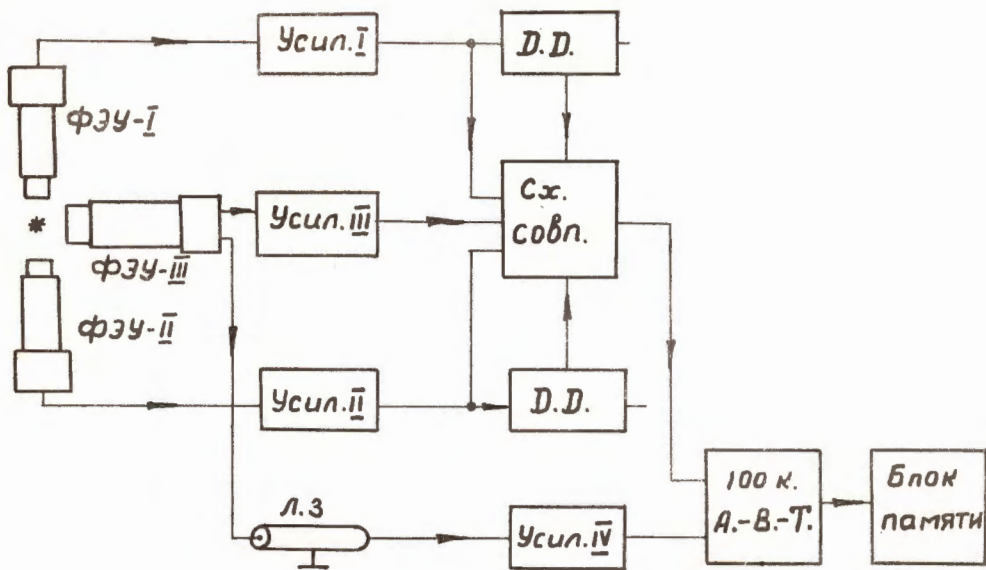 Усил. I
D.D.
ФЭУ-I
Сх.
совп.
Усил. III
ФЭУ-III
ФЭУ-II
Усил. II
D.D.
Л.З
Усил. IV
100 к.
А.-В.-Т.
Блок
памяти